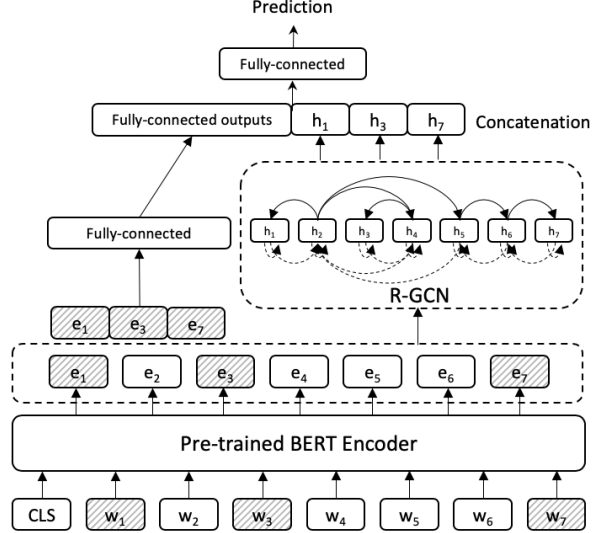 Prediction
Fully-connected
Fully-connected outputs h₁ h₃ h₇ Concatenation
h₁ h₂ h₃ h₄ h₅ h₆ h₇
Fully-connected
R-GCN
e₁ e₃ e₇
e₁ e₂ e₃ e₄ e₅ e₆ e₇
Pre-trained BERT Encoder
CLS w₁ w₂ w₃ w₄ w₅ w₆ w₇